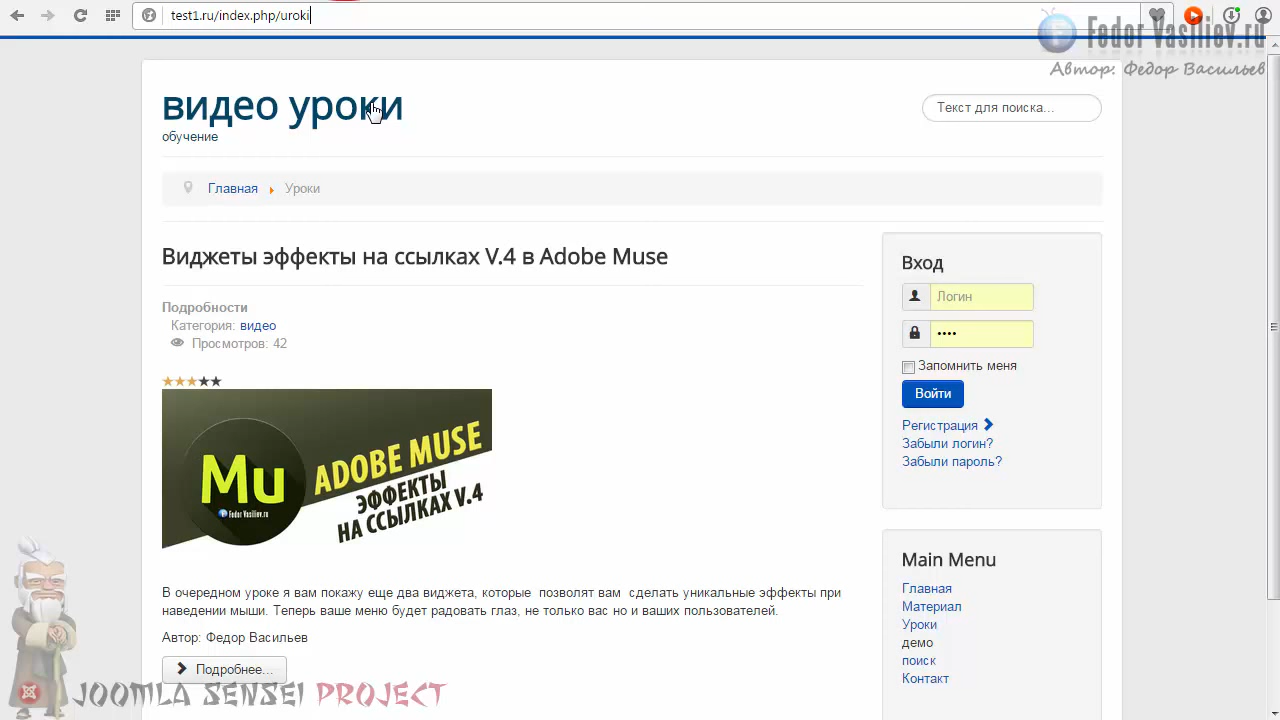 test1.ru/index.php/uroki
Fedor Vasiliev.ru
Автор: Федор Васильев
видео уроки
обучение
Текст для поиска...
Главная Уроки
Виджеты эффекты на ссылках V.4 в Adobe Muse
Подробности
Категория: видео
Просмотров: 42
Mu
Fedor Vasiliev.ru
ADOBE MUSE
ЭФФЕКТЫ
НА ССЫЛКАХ V.4
В очередном уроке я вам покажу еще два виджета, которые позволят вам сделать уникальные эффекты при
наведении мыши. Теперь ваше меню будет радовать глаз, не только вас но и ваших пользователей.
Автор: Федор Васильев
Подробнее...
Вход
Логин
••••
Запомнить меня
Войти
Регистрация
Забыли логин?
Забыли пароль?
Main Menu
Главная
Материал
Уроки
демо
поиск
Контакт
JOOMLA SENSEI PROJECT